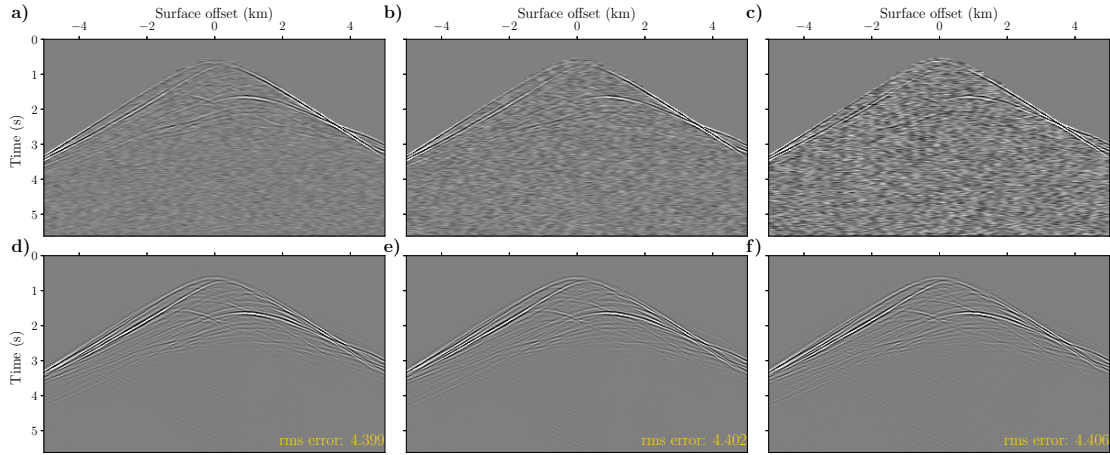 a) Surface offset (km) b) Surface offset (km) c) Surface offset (km)
−4 −2 0 2 4 −4 −2 0 2 4 −4 −2 0 2 4
0
1
2
3
4
5
Time (s)
d) e) f)
0
1
2
3
4
5
Time (s)
rms error: 4.399 rms error: 4.402 rms error: 4.406